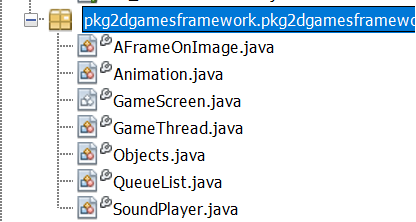 pkg2dgamesframework.pkg2dgamesframewo
AFrameOnImage.java
Animation.java
GameScreen.java
GameThread.java
Objects.java
QueueList.java
SoundPlayer.java